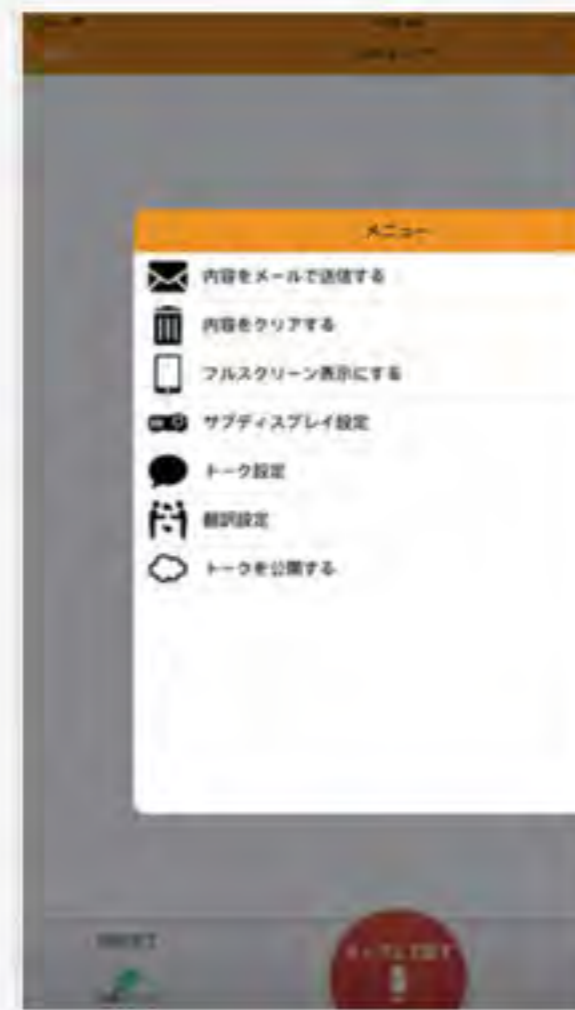 メニュー
内容をメールで送信する
内容をクリアする
フルスクリーン表示にする
サブディスプレイ設定
トーク設定
翻訳設定
トークを公開する